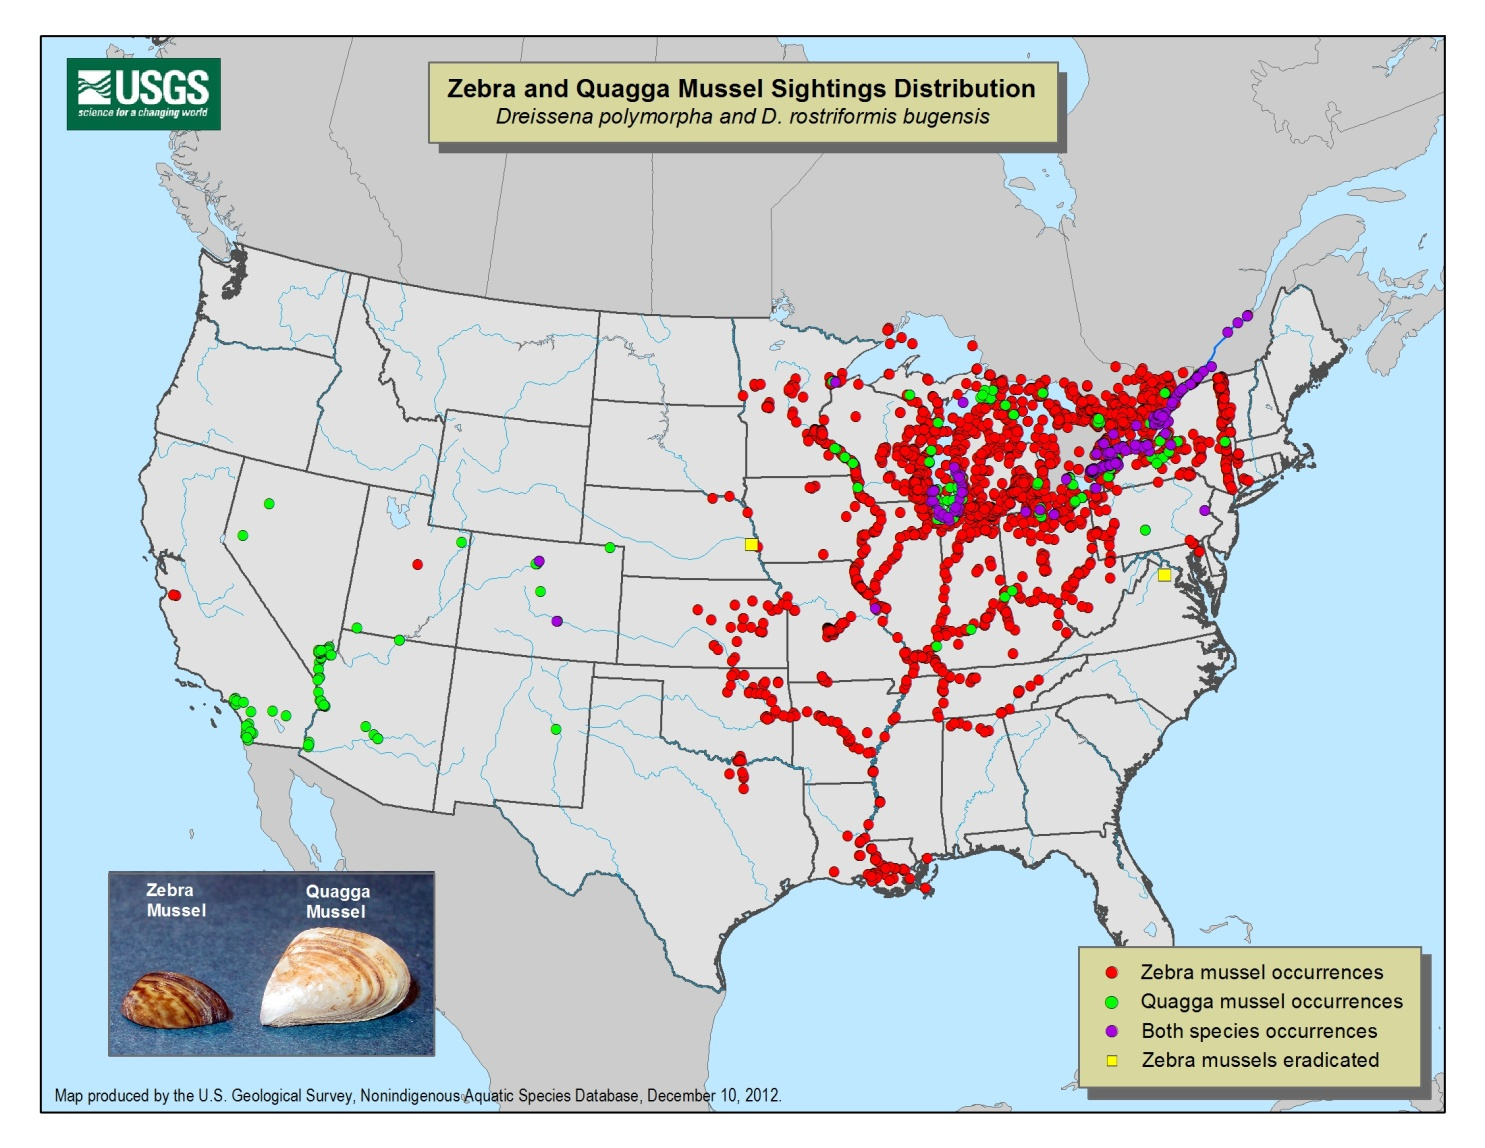 USGS
science for a changing world
Zebra and Quagga Mussel Sightings Distribution
Dreissena polymorpha and D. rostriformis bugensis
Zebra
Mussel
Quagga
Mussel
Zebra mussel occurrences
Quagga mussel occurrences
Both species occurrences
Zebra mussels eradicated
Map produced by the U.S. Geological Survey, Nonindigenous Aquatic Species Database, December 10, 2012.